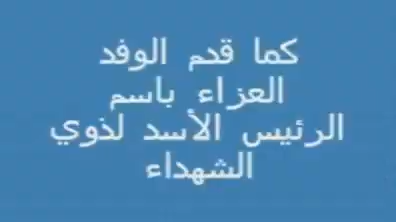 كما قدم الوفد
العزاء باسم
الرئيس الأسد لذوي
الشهداء